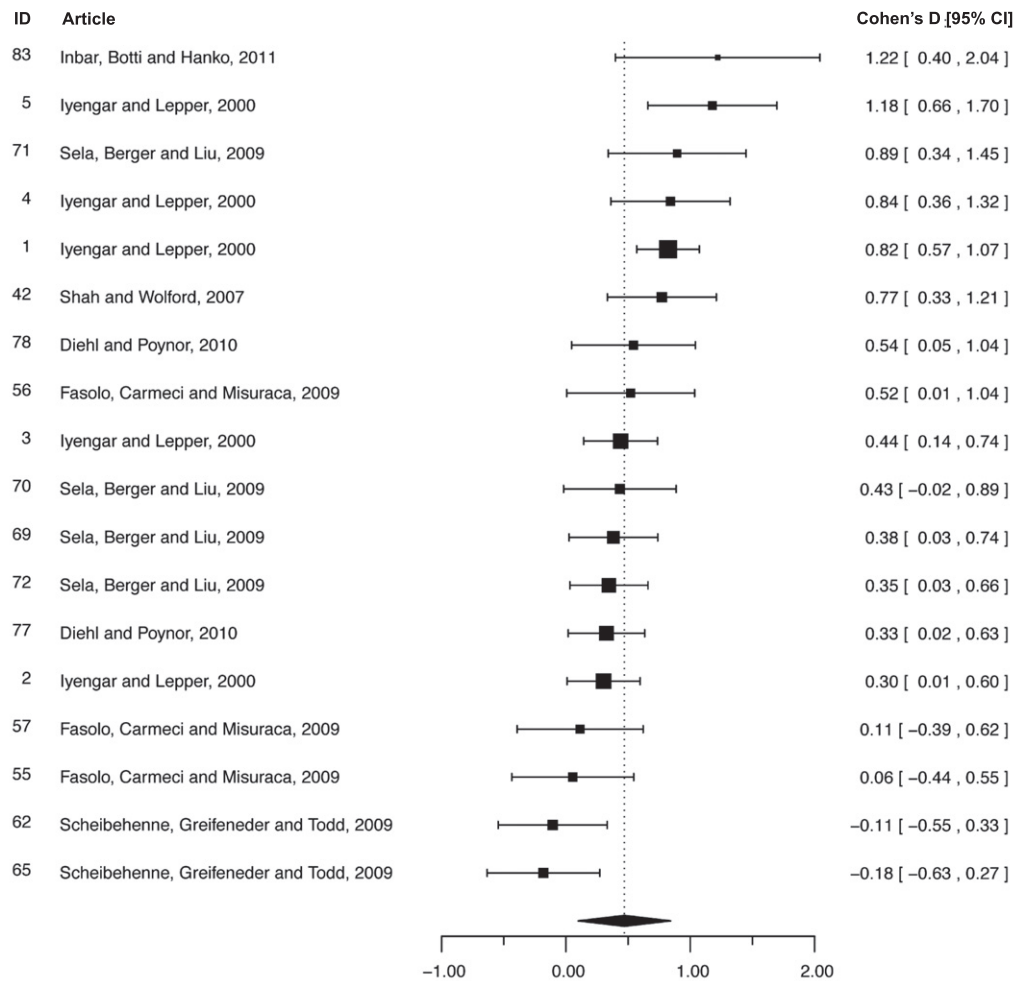 ID Article Cohen's D [95% CI]
83 Inbar, Botti and Hanko, 2011 1.22 [ 0.40 , 2.04 ]
5 Iyengar and Lepper, 2000 1.18 [ 0.66 , 1.70 ]
71 Sela, Berger and Liu, 2009 0.89 [ 0.34 , 1.45 ]
4 Iyengar and Lepper, 2000 0.84 [ 0.36 , 1.32 ]
1 Iyengar and Lepper, 2000 0.82 [ 0.57 , 1.07 ]
42 Shah and Wolford, 2007 0.77 [ 0.33 , 1.21 ]
78 Diehl and Poynor, 2010 0.54 [ 0.05 , 1.04 ]
56 Fasolo, Carmeci and Misuraca, 2009 0.52 [ 0.01 , 1.04 ]
3 Iyengar and Lepper, 2000 0.44 [ 0.14 , 0.74 ]
70 Sela, Berger and Liu, 2009 0.43 [ −0.02 , 0.89 ]
69 Sela, Berger and Liu, 2009 0.38 [ 0.03 , 0.74 ]
72 Sela, Berger and Liu, 2009 0.35 [ 0.03 , 0.66 ]
77 Diehl and Poynor, 2010 0.33 [ 0.02 , 0.63 ]
2 Iyengar and Lepper, 2000 0.30 [ 0.01 , 0.60 ]
57 Fasolo, Carmeci and Misuraca, 2009 0.11 [ −0.39 , 0.62 ]
55 Fasolo, Carmeci and Misuraca, 2009 0.06 [ −0.44 , 0.55 ]
62 Scheibehenne, Greifeneder and Todd, 2009 −0.11 [ −0.55 , 0.33 ]
65 Scheibehenne, Greifeneder and Todd, 2009 −0.18 [ −0.63 , 0.27 ]
−1.00 0.00 1.00 2.00